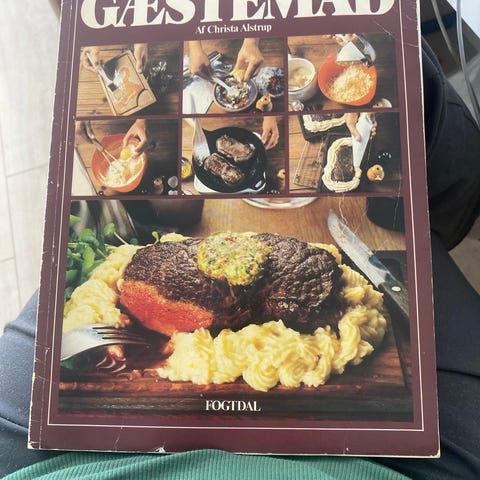 GÆSTEMAD
Af Christa Alstrup
FOGTDAL